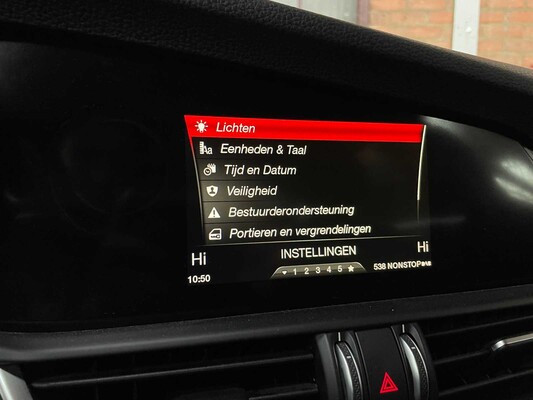 Lichten
Eenheden & Taal
Tijd en Datum
Veiligheid
Bestuurderondersteuning
Portieren en vergrendelingen
Hi INSTELLINGEN Hi
10:50 1 2 3 4 5 538 NONSTOP